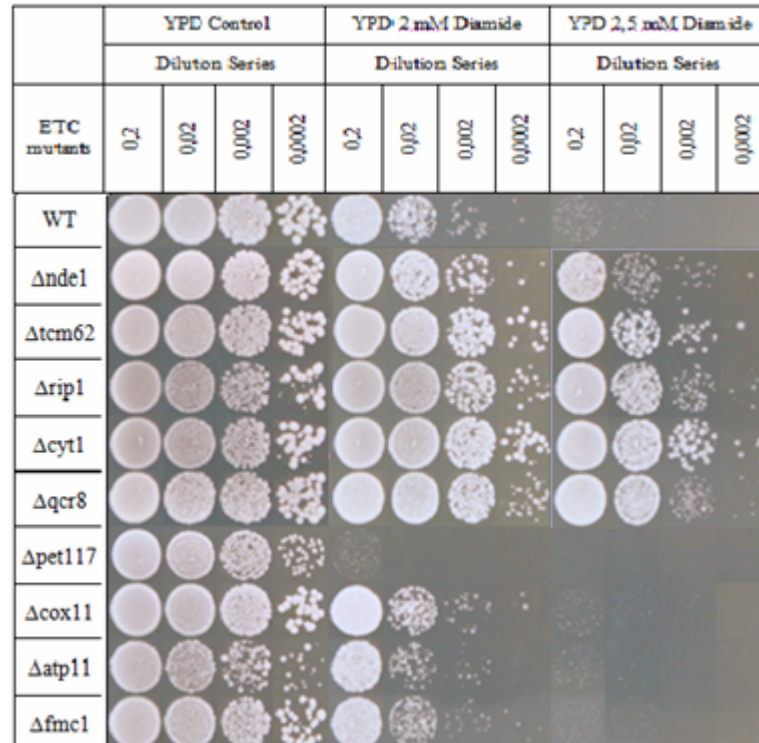 YPD Control
YPD 2 mM Diamide
YPD 2,5 mM Diamide
Diluton Series
Dilution Series
Dilution Series
ETC
mutants
0,2
0,02
0,002
0,0002
0,2
0,02
0,002
0,0002
0,2
0,02
0,002
0,0002
WT
Δnde1
Δtcm62
Δrip1
Δcyt1
Δqcr8
Δpet117
Δcox11
Δatp11
Δfmc1